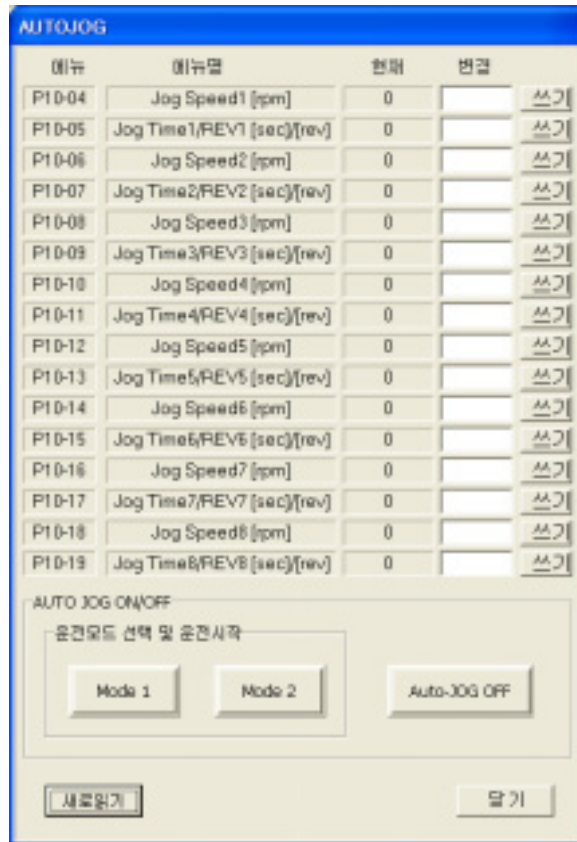 AUTOJOG
메뉴 메뉴명 현재 변경
P10-04 Jog Speed1 [rpm] 0 쓰기
P10-05 Jog Time1/REV1 [sec]/[rev] 0 쓰기
P10-06 Jog Speed2 [rpm] 0 쓰기
P10-07 Jog Time2/REV2 [sec]/[rev] 0 쓰기
P10-08 Jog Speed3 [rpm] 0 쓰기
P10-09 Jog Time3/REV3 [sec]/[rev] 0 쓰기
P10-10 Jog Speed4 [rpm] 0 쓰기
P10-11 Jog Time4/REV4 [sec]/[rev] 0 쓰기
P10-12 Jog Speed5 [rpm] 0 쓰기
P10-13 Jog Time5/REV5 [sec]/[rev] 0 쓰기
P10-14 Jog Speed6 [rpm] 0 쓰기
P10-15 Jog Time6/REV6 [sec]/[rev] 0 쓰기
P10-16 Jog Speed7 [rpm] 0 쓰기
P10-17 Jog Time7/REV7 [sec]/[rev] 0 쓰기
P10-18 Jog Speed8 [rpm] 0 쓰기
P10-19 Jog Time8/REV8 [sec]/[rev] 0 쓰기
AUTO JOG ON/OFF
운전모드 선택 및 운전시작
Mode 1 Mode 2 Auto-JOG OFF
새로읽기 닫기